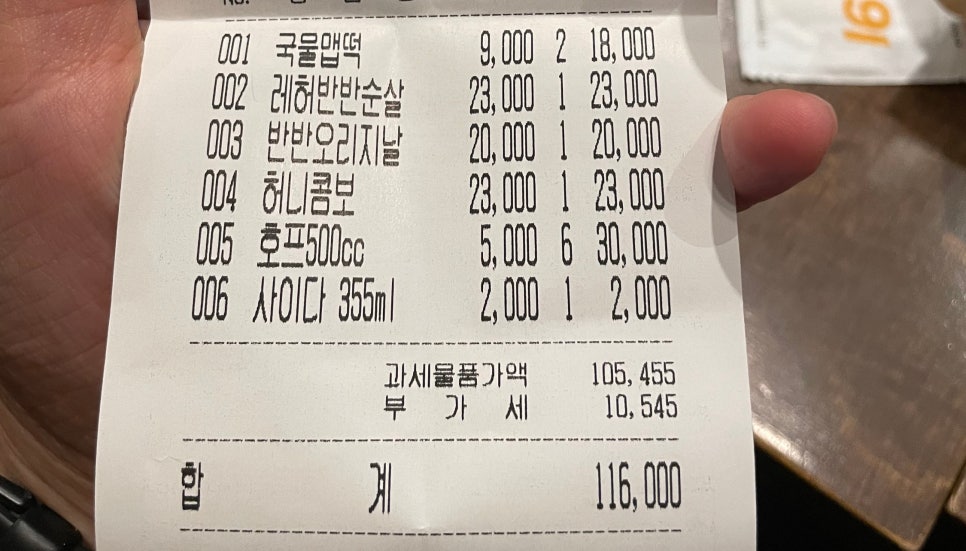 001 국물맵떡 9,000 2 18,000
002 레허반반순살 23,000 1 23,000
003 반반오리지날 20,000 1 20,000
004 허니콤보 23,000 1 23,000
005 호프500cc 5,000 6 30,000
006 사이다 355ml 2,000 1 2,000
과세물품가액 105,455
부 가 세 10,545
합 계 116,000